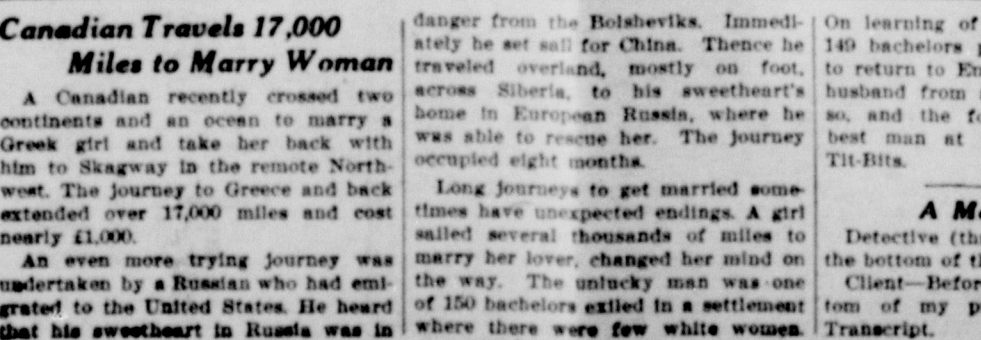 Canadian Travels 17,000
Miles to Marry Woman
A Canadian recently crossed two
continents and an ocean to marry a
Greek girl and take her back with
him to Skagway in the remote North-
west. The journey to Greece and back
extended over 17,000 miles and cost
nearly £1,000.
An even more trying journey was
undertaken by a Russian who had emi-
grated to the United States. He heard
that his sweetheart in Russia was in
danger from the Bolsheviks. Immedi-
ately he set sail for China. Thence he
traveled overland, mostly on foot,
across Siberia, to his sweetheart's
home in European Russia, where he
was able to rescue her. The journey
occupied eight months.
Long journeys to get married some-
times have unexpected endings. A girl
sailed several thousands of miles to
marry her lover, changed her mind on
the way. The unlucky man was one
of 150 bachelors exiled in a settlement
where there were few white women.
On learning of
149 bachelors
to return to En
husband from
so, and the f
best man at
Tit-Bits.
A M
Detective (th
the bottom of t
Client—Befor
tom of my p
Transcript.